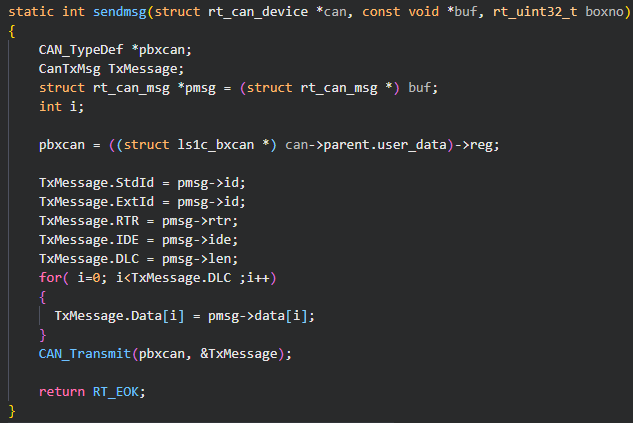 static int sendmsg(struct rt_can_device *can, const void *buf, rt_uint32_t boxno)
{
    CAN_TypeDef *pbxcan;
    CanTxMsg TxMessage;
    struct rt_can_msg *pmsg = (struct rt_can_msg *) buf;
    int i;

    pbxcan = ((struct ls1c_bxcan *) can->parent.user_data)->reg;

    TxMessage.StdId = pmsg->id;
    TxMessage.ExtId = pmsg->id;
    TxMessage.RTR = pmsg->rtr;
    TxMessage.IDE = pmsg->ide;
    TxMessage.DLC = pmsg->len;
    for( i=0; i<TxMessage.DLC ;i++)
    {
      TxMessage.Data[i] = pmsg->data[i];
    }
    CAN_Transmit(pbxcan, &TxMessage);

    return RT_EOK;
}